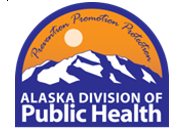 Prevention Promotion Protection
ALASKA DIVISION OF
Public Health